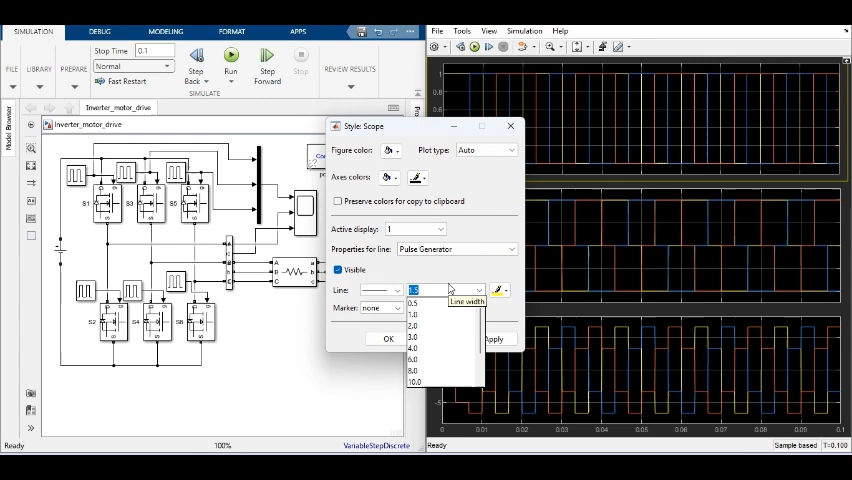 SIMULATION DEBUG MODELING FORMAT APPS
File Tools View Simulation Help
Stop Time 0.1
Normal
Fast Restart
FILE LIBRARY PREPARE
Step Back
Run
Step Forward
Stop
SIMULATE
REVIEW RESULTS
Inverter_motor_drive
Inverter_motor_drive
Model Browser
S1 S3 S5
S2 S4 S6
A
B
C
A
B
C
Style: Scope
Figure color: Plot type: Auto
Axes colors:
Preserve colors for copy to clipboard
Active display: 1
Properties for line: Pulse Generator
Visible
Line: 1.5
Line width
Marker: none
0.5
1.0
2.0
3.0
4.0
6.0
8.0
10.0
OK Apply
1
0.8
0
-5
0 0.01 0.02 0.03 0.04 0.05 0.06 0.07 0.08 0.09 0.1
Ready 100% VariableStepDiscrete
Ready Sample based T=0.100